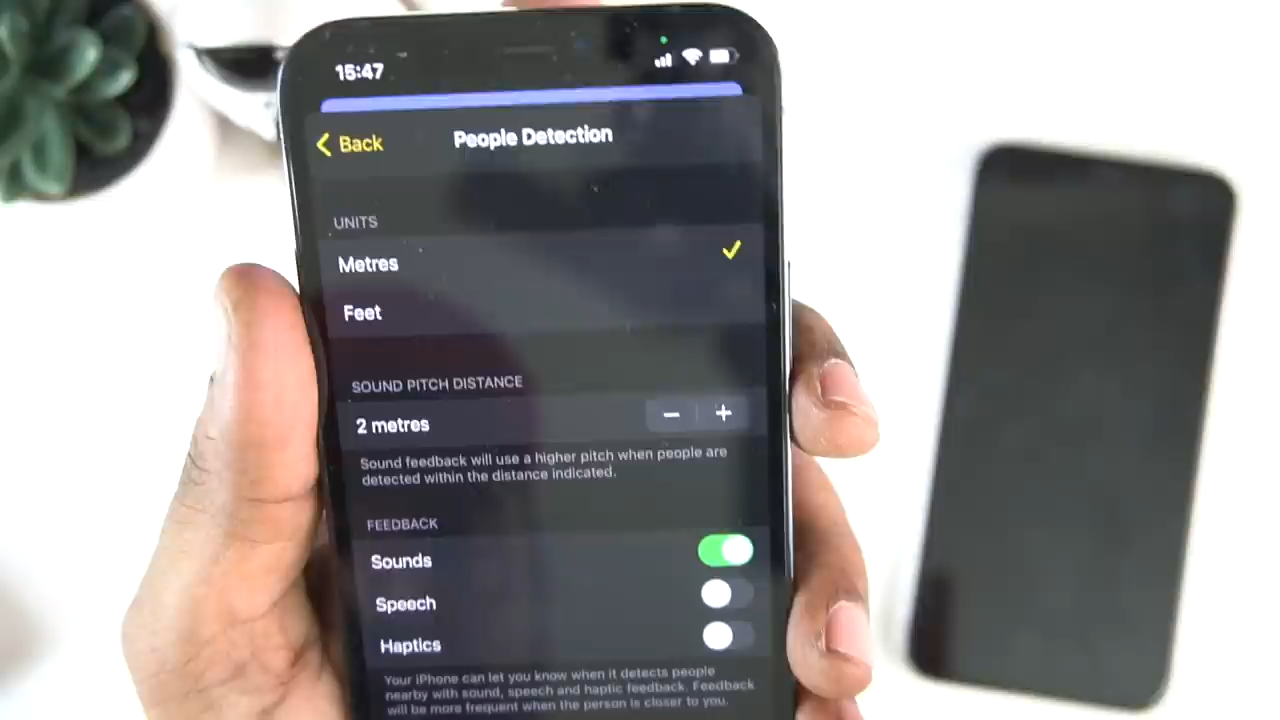 15:47
Back
People Detection
UNITS
Metres
Feet
SOUND PITCH DISTANCE
2 metres
Sound feedback will use a higher pitch when people are
detected within the distance indicated.
FEEDBACK
Sounds
Speech
Haptics
Your iPhone can let you know when it detects people
nearby with sound, speech and haptic feedback. Feedback
will be more frequent when the person is closer to you.